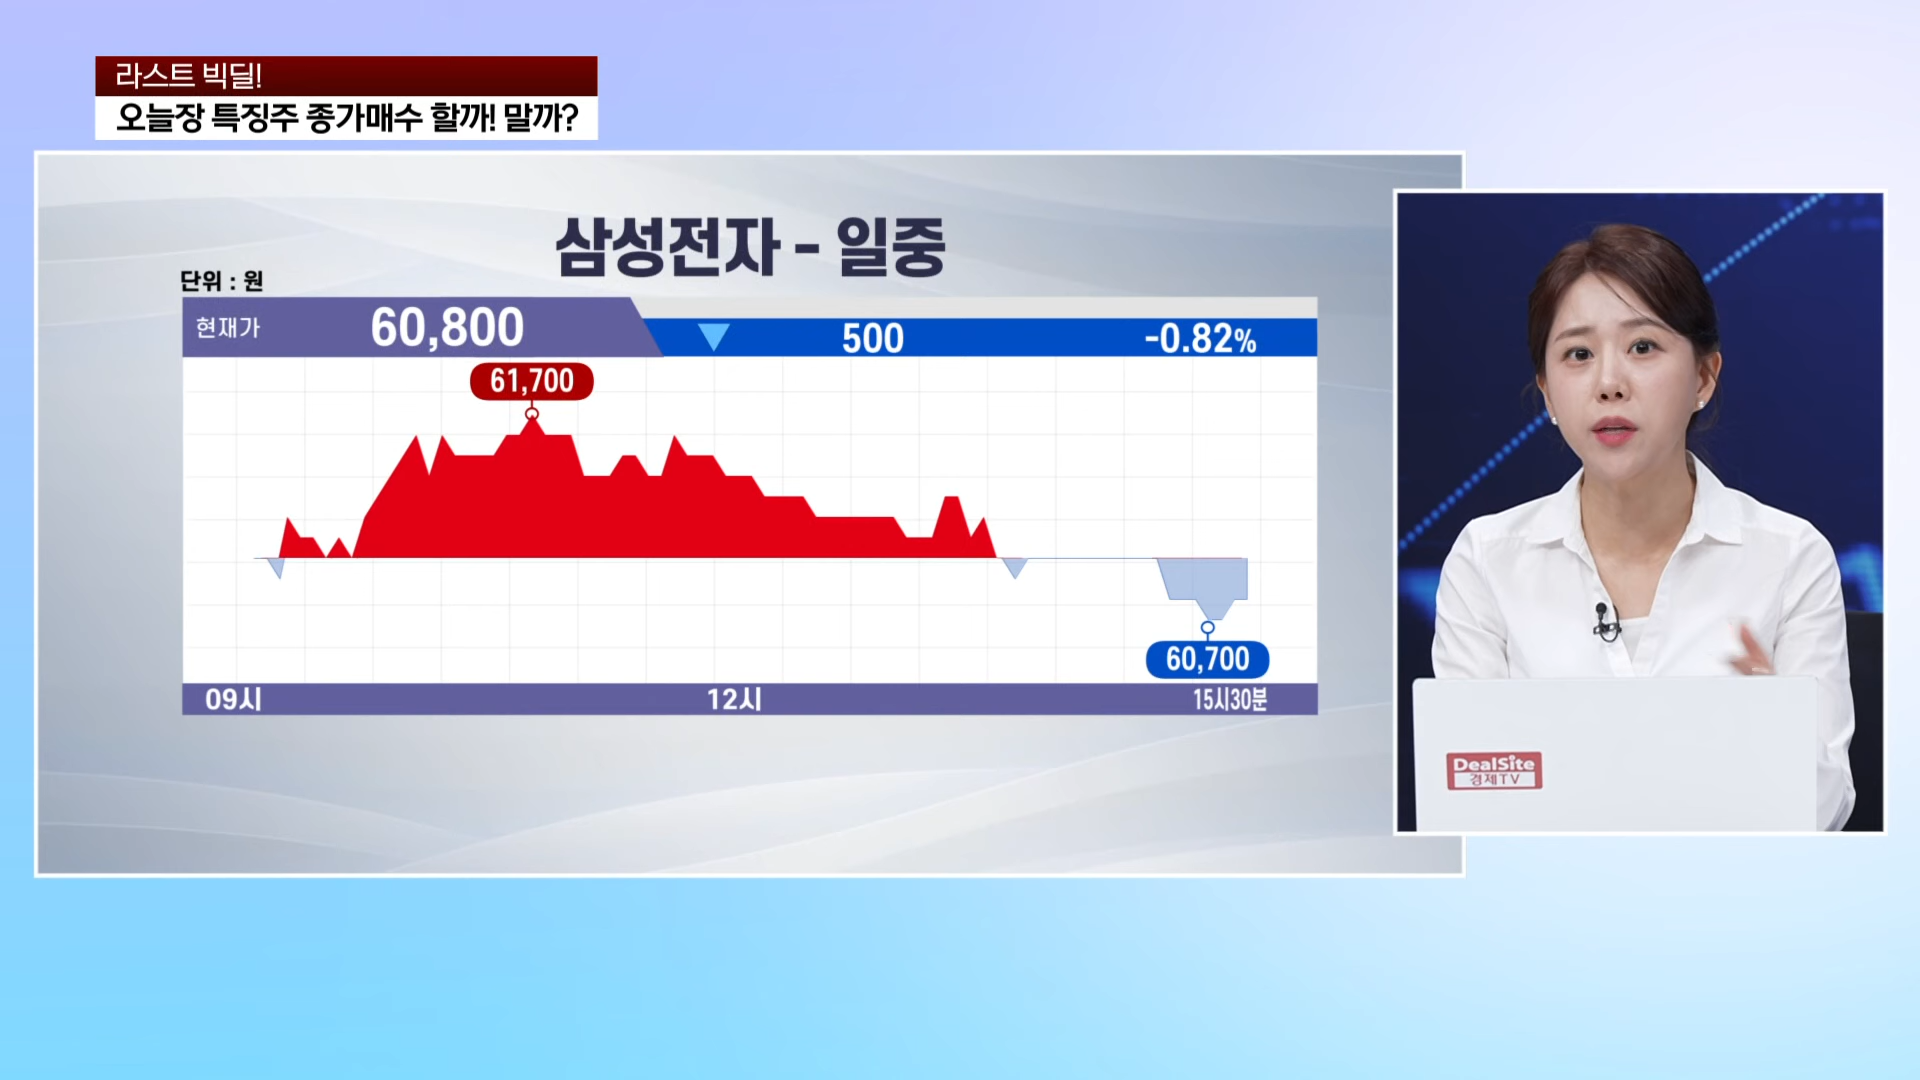 라스트 빅딜!
오늘장 특징주 종가매수 할까! 말까?
삼성전자 - 일중
단위 : 원
현재가 60,800 ▼ 500 -0.82%
61,700
60,700
09시 12시 15시30분
DealSite
경제TV